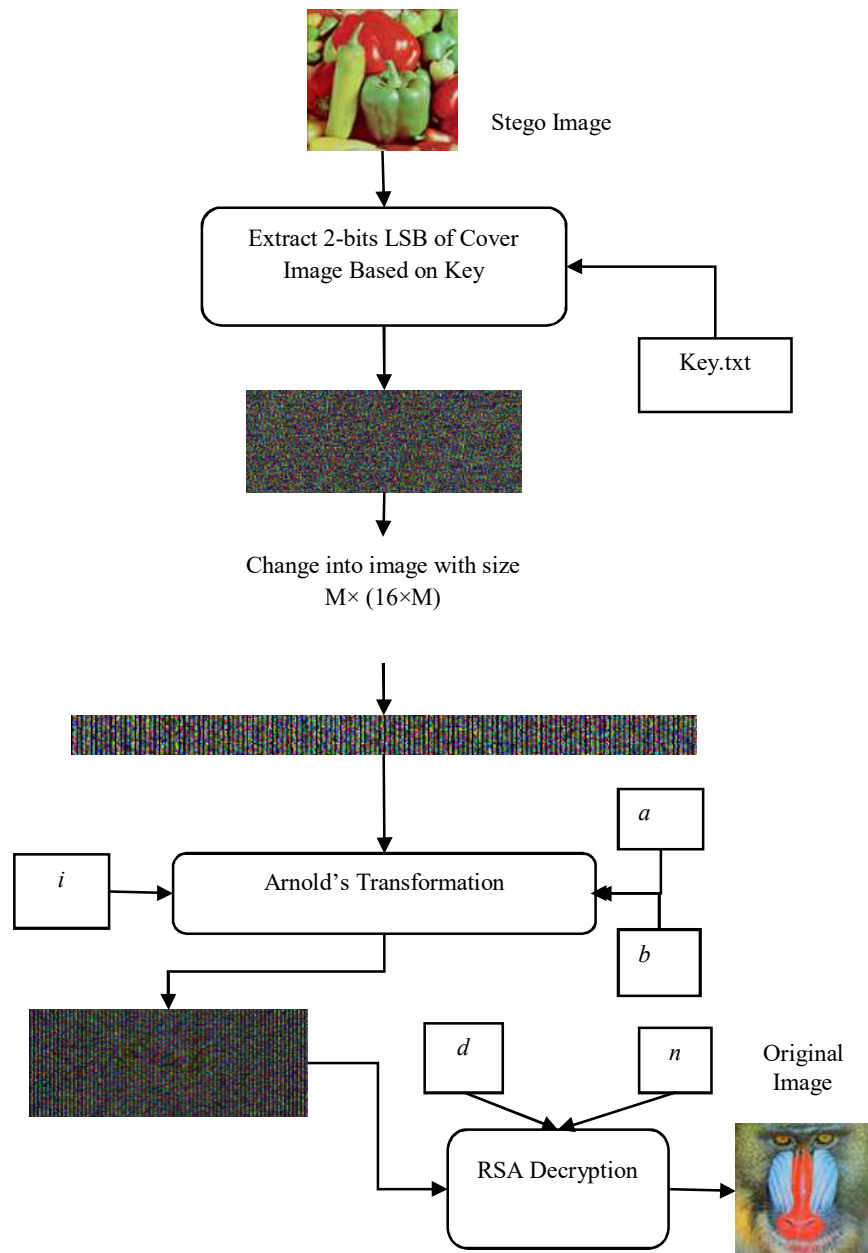 Stego Image
Extract 2-bits LSB of Cover
Image Based on Key
Key.txt
Change into image with size
M× (16×M)
a
i
Arnold’s Transformation
b
d
n
Original
Image
RSA Decryption